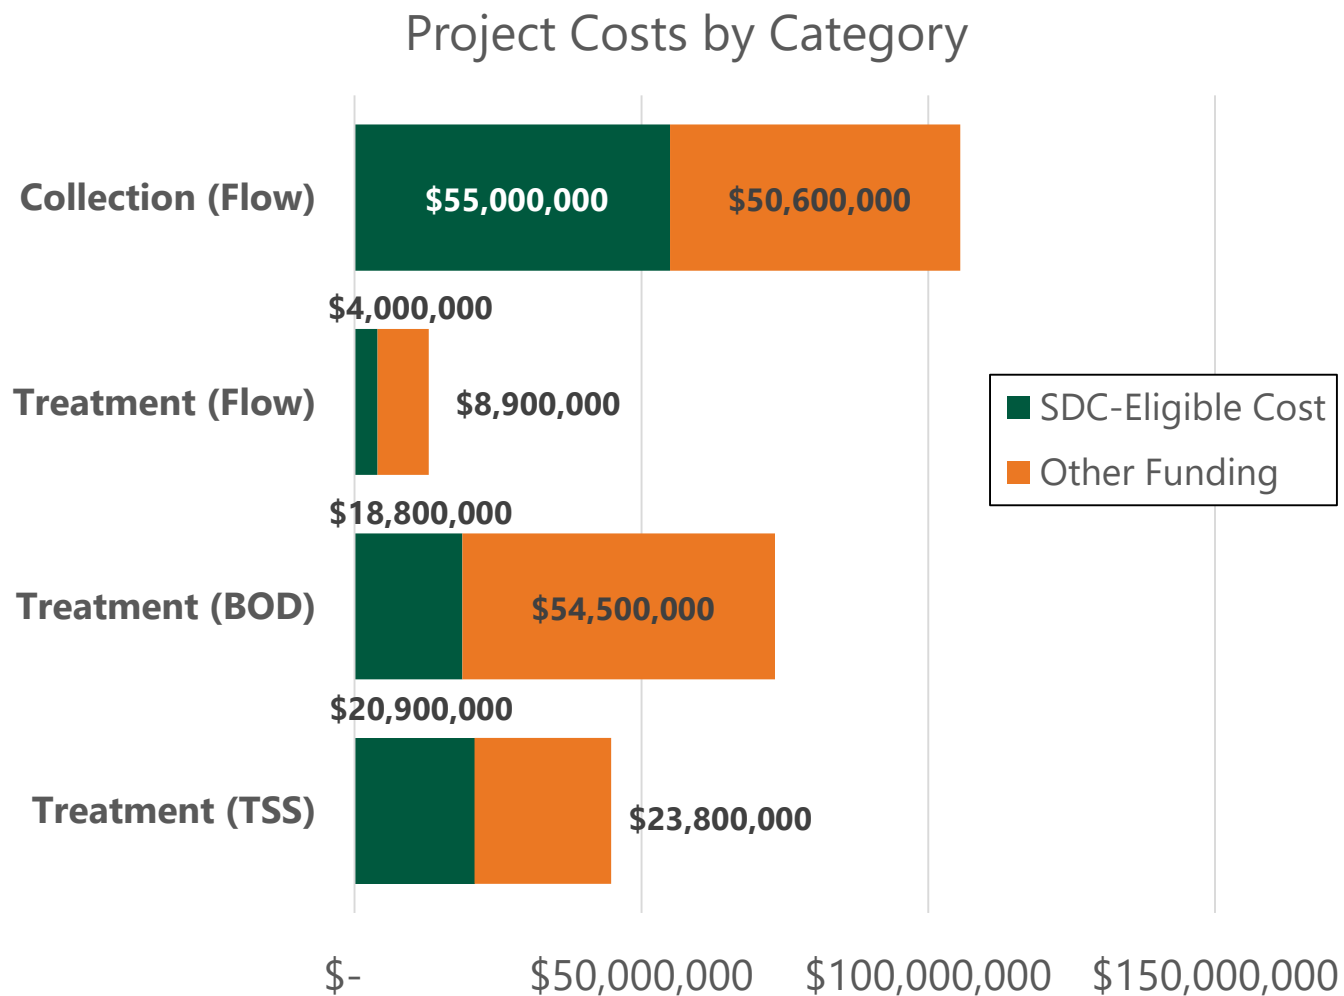 Project Costs by Category
Collection (Flow)
$55,000,000
$50,600,000
$4,000,000
Treatment (Flow)
$8,900,000
$18,800,000
Treatment (BOD)
$54,500,000
$20,900,000
Treatment (TSS)
$23,800,000
SDC-Eligible Cost
Other Funding
$-
$50,000,000
$100,000,000
$150,000,000